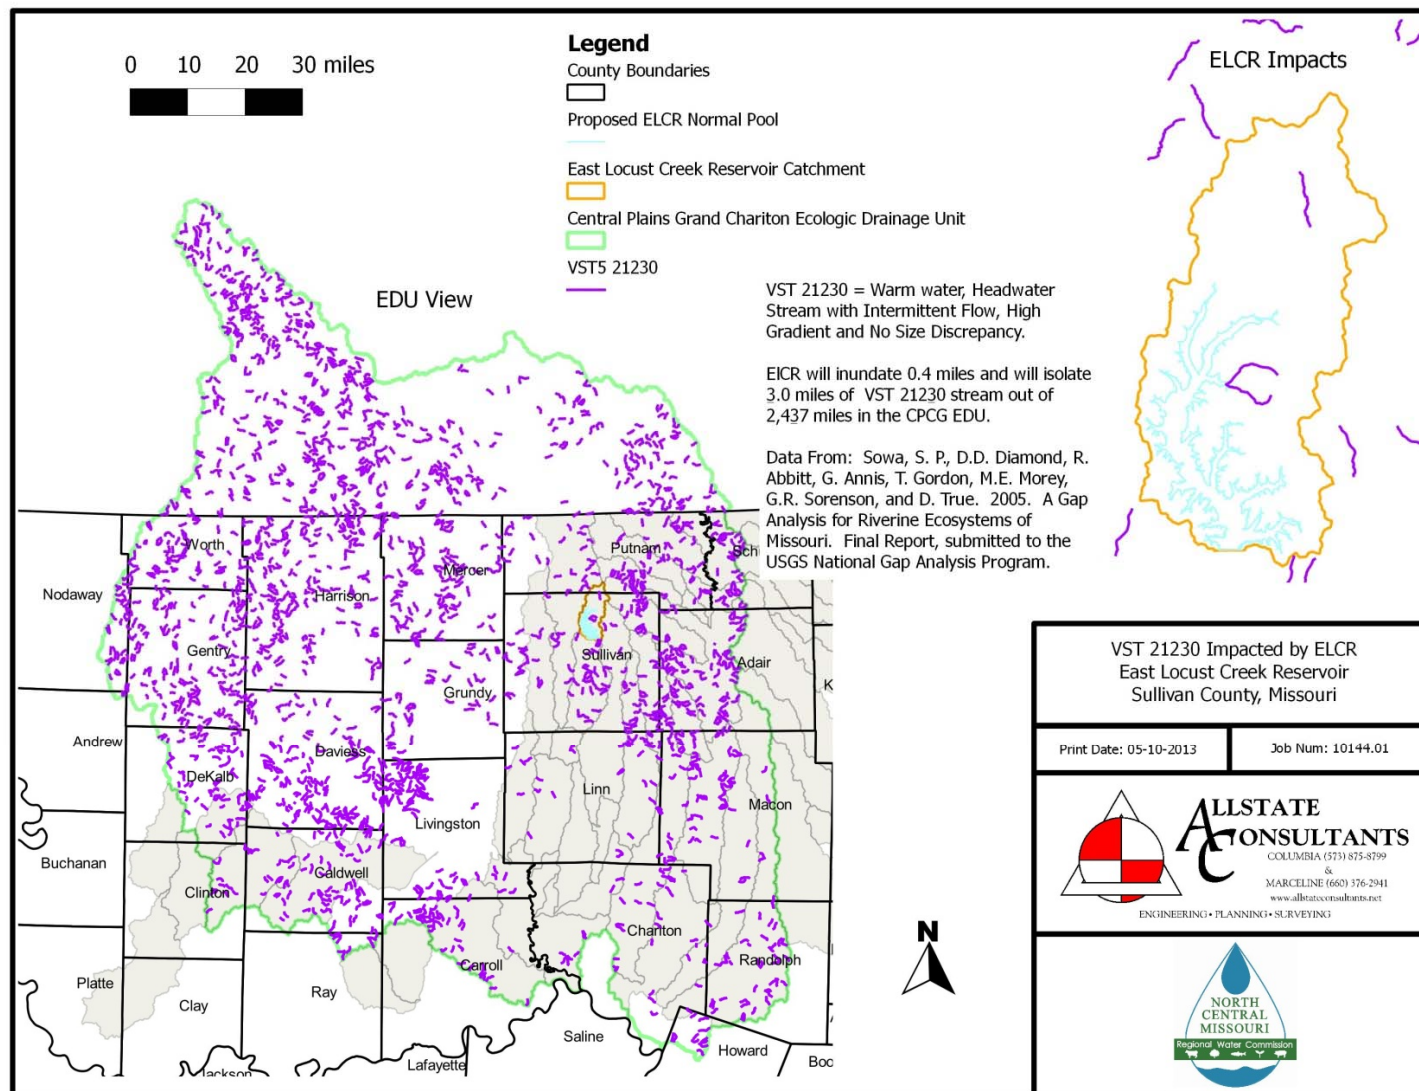 0 10 20 30 miles
Legend
County Boundaries
Proposed ELCR Normal Pool
East Locust Creek Reservoir Catchment
Central Plains Grand Chariton Ecologic Drainage Unit
VST5 21230
EDU View
ELCR Impacts
VST 21230 = Warm water, Headwater
Stream with Intermittent Flow, High
Gradient and No Size Discrepancy.
ElCR will inundate 0.4 miles and will isolate
3.0 miles of VST 21230 stream out of
2,437 miles in the CPCG EDU.
Data From: Sowa, S. P., D.D. Diamond, R.
Abbitt, G. Annis, T. Gordon, M.E. Morey,
G.R. Sorenson, and D. True. 2005. A Gap
Analysis for Riverine Ecosystems of
Missouri. Final Report, submitted to the
USGS National Gap Analysis Program.
Worth
Putnam
Sch
Mercer
Nodaway
Harrison
Gentry
Sullivan
Adair
Grundy
K
Andrew
Daviess
DeKalb
Linn
Macon
Livingston
Buchanan
Caldwell
Clinton
Chariton
Carroll
Randolph
Platte
Clay
Ray
Saline
Howard
Lafayette
Boo
Jackson
N
VST 21230 Impacted by ELCR
East Locust Creek Reservoir
Sullivan County, Missouri
Print Date: 05-10-2013
Job Num: 10144.01
ALLSTATE
CONSULTANTS
COLUMBIA (573) 875-8799
&
MARCELINE (660) 376-2941
www.allstateconsultants.net
ENGINEERING • PLANNING • SURVEYING
NORTH
CENTRAL
MISSOURI
Regional Water Commission